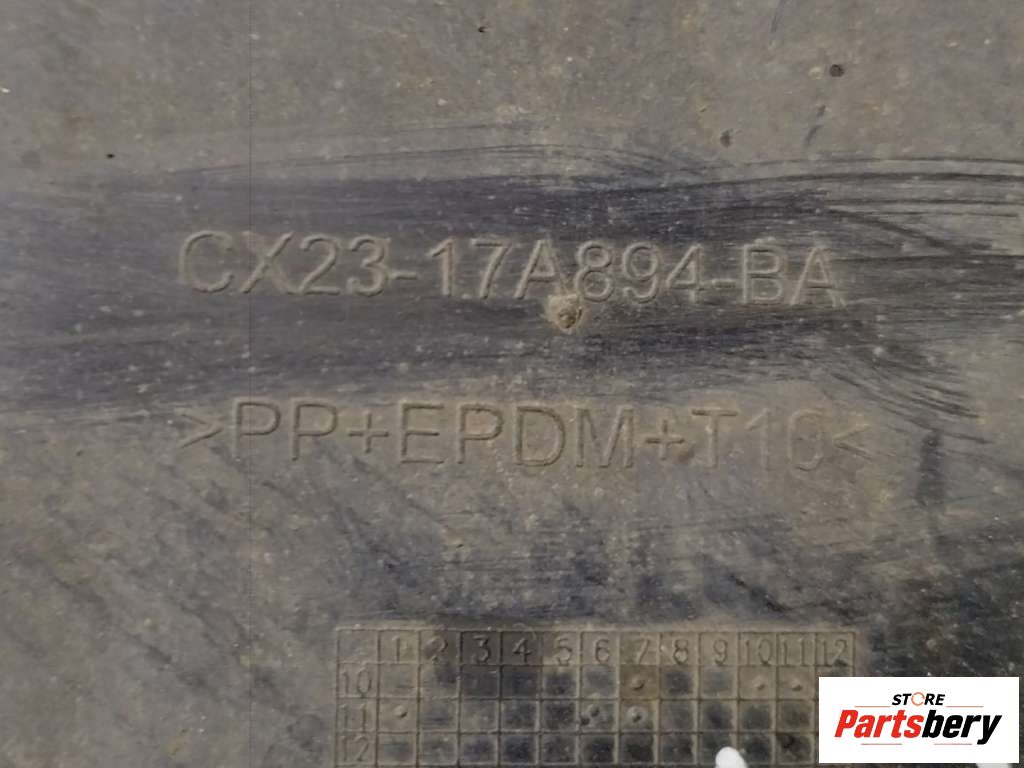 CX23-17A894-BA
>PP+EPDM+T10<
1 2 3 4 5 6 7 8 9 10 11 12
10
11
12
STORE
Partsbery